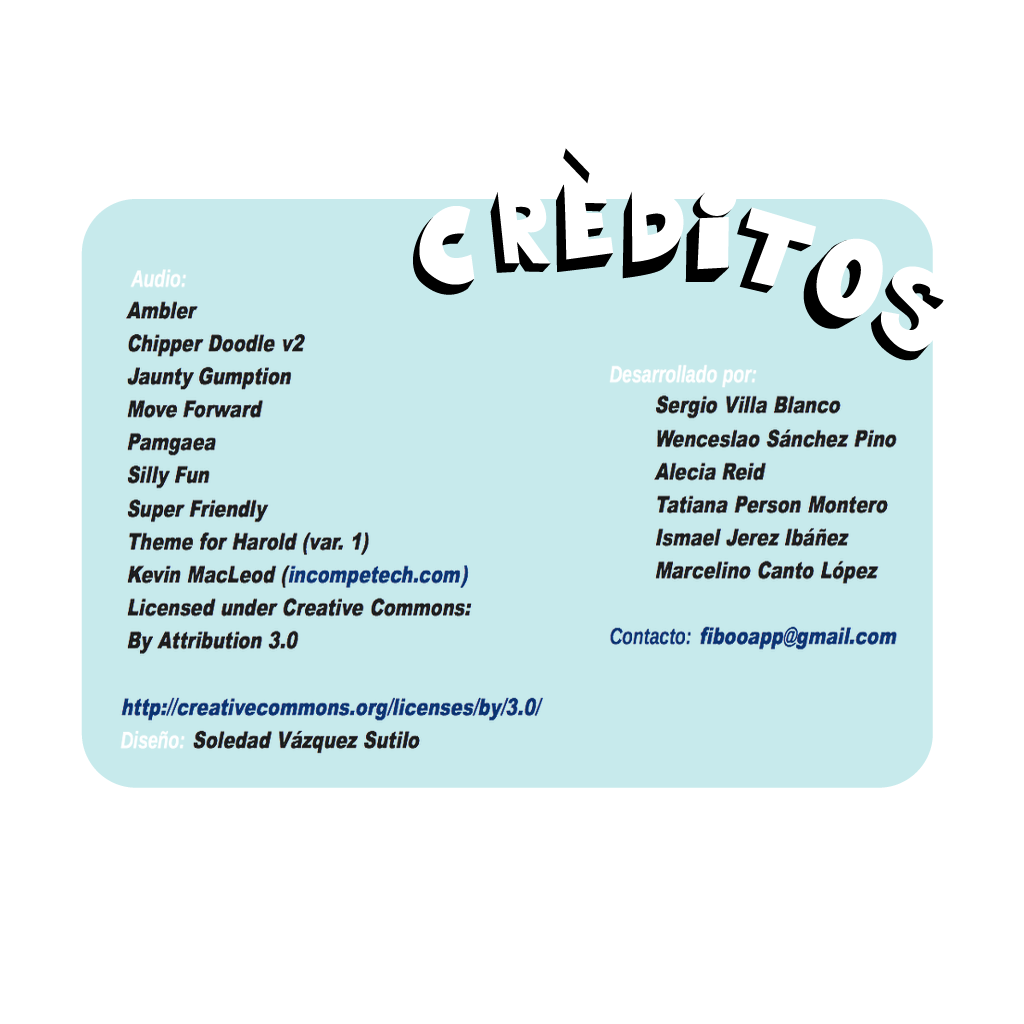 CRÈDiTOS
Audio:
Ambler
Chipper Doodle v2
Jaunty Gumption
Move Forward
Pamgaea
Silly Fun
Super Friendly
Theme for Harold (var. 1)
Kevin MacLeod (incompetech.com)
Licensed under Creative Commons:
By Attribution 3.0
http://creativecommons.org/licenses/by/3.0/
Diseño: Soledad Vázquez Sutilo
Desarrollado por:
Sergio Villa Blanco
Wenceslao Sánchez Pino
Alecia Reid
Tatiana Person Montero
Ismael Jerez Ibáñez
Marcelino Canto López
Contacto: fibooapp@gmail.com